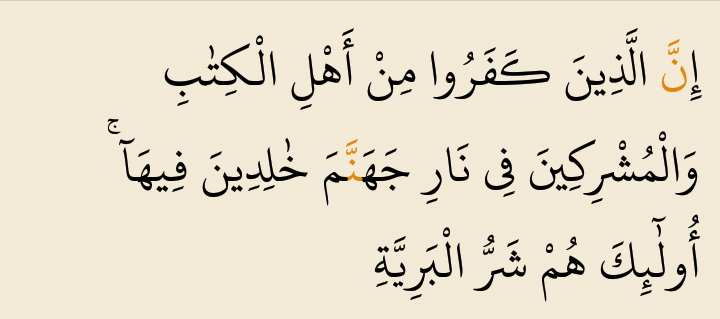 إِنَّ الَّذِينَ كَفَرُوا مِنْ أَهْلِ الْكِتٰبِ
وَالْمُشْرِكِينَ فِى نَارِ جَهَنَّمَ خٰلِدِينَ فِيهَآ ۚ
أُولٰٓئِكَ هُمْ شَرُّ الْبَرِيَّةِ